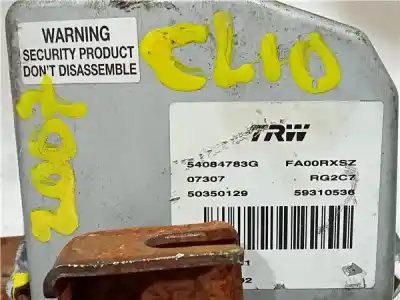 WARNING
SECURITY PRODUCT
DON'T DISASSEMBLE
CLIO
2007
TRW
54084783G FA00RXSZ
07307 RG2C7
50350129 59310536